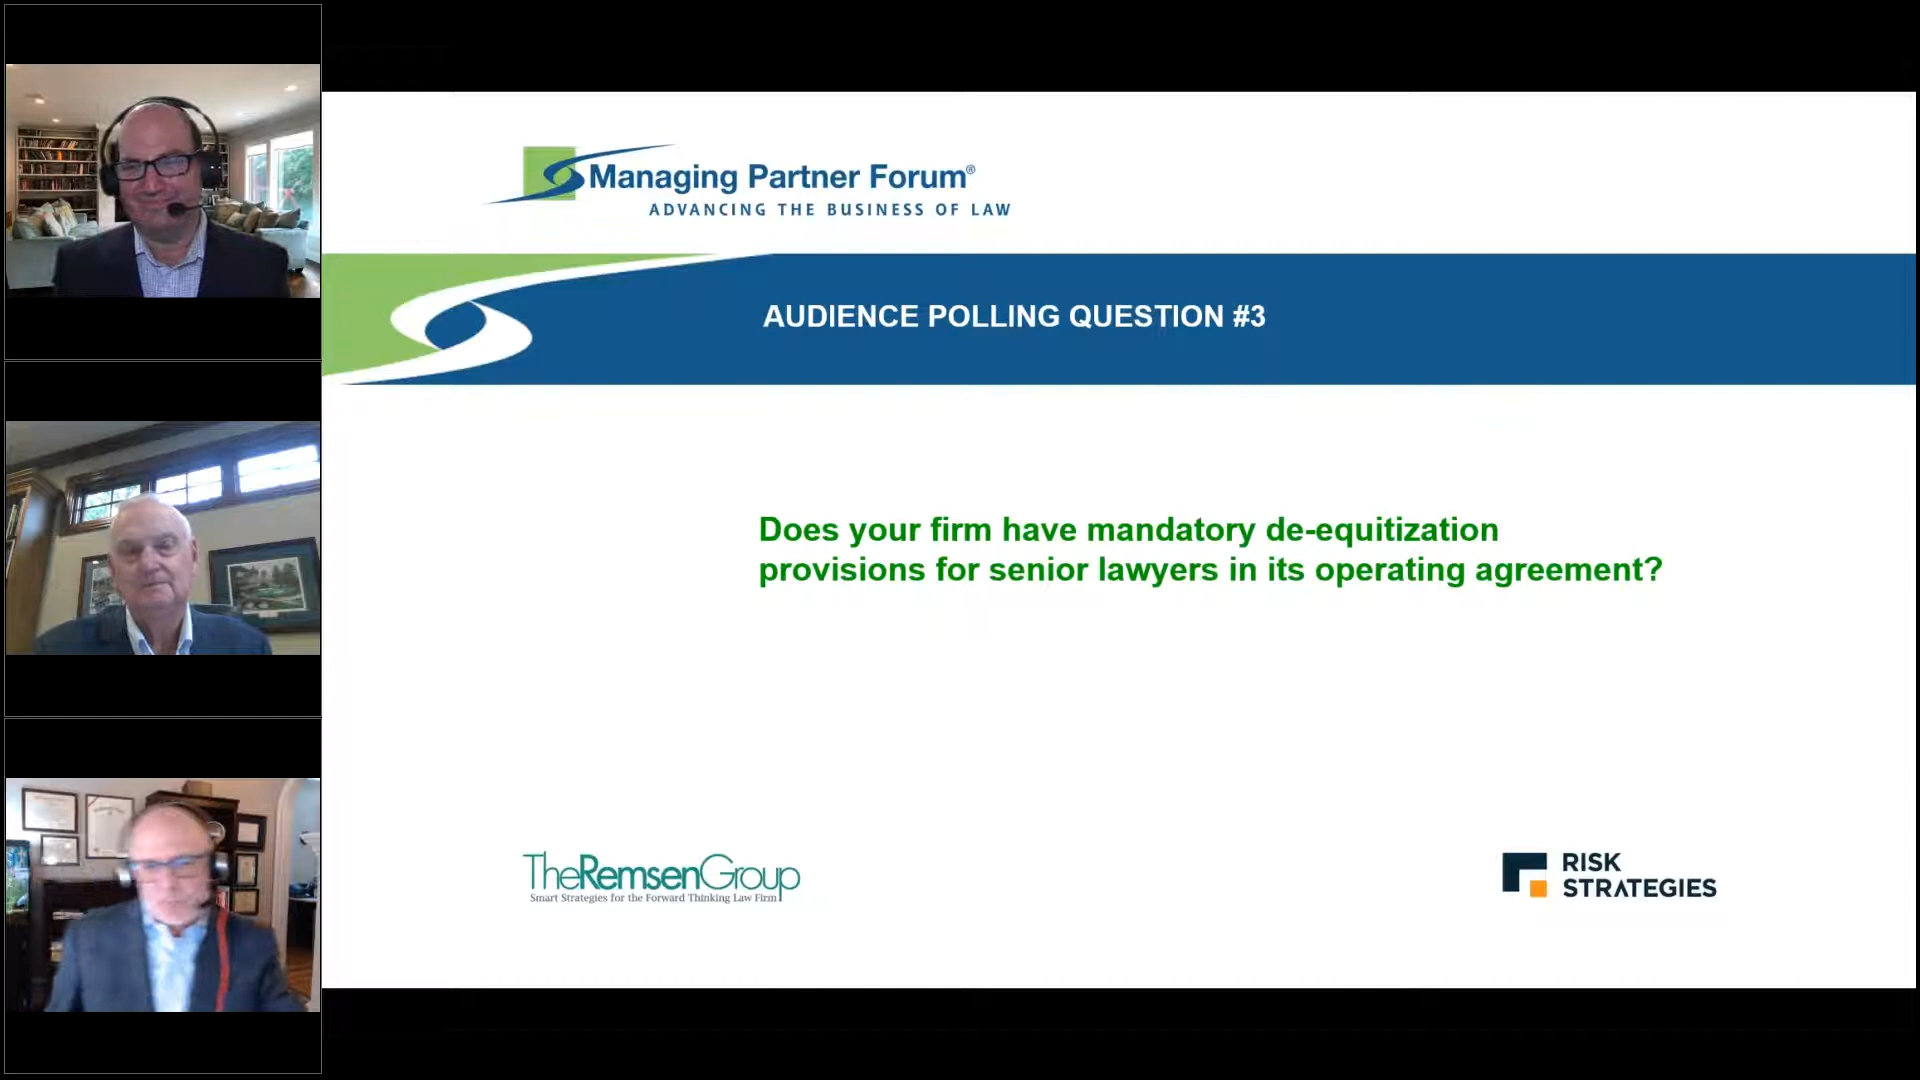 Managing Partner Forum®
ADVANCING THE BUSINESS OF LAW
AUDIENCE POLLING QUESTION #3
Does your firm have mandatory de-equitization
provisions for senior lawyers in its operating agreement?
TheRemsenGroup
Smart Strategies for the Forward Thinking Law Firm
RISK
STRATEGIES